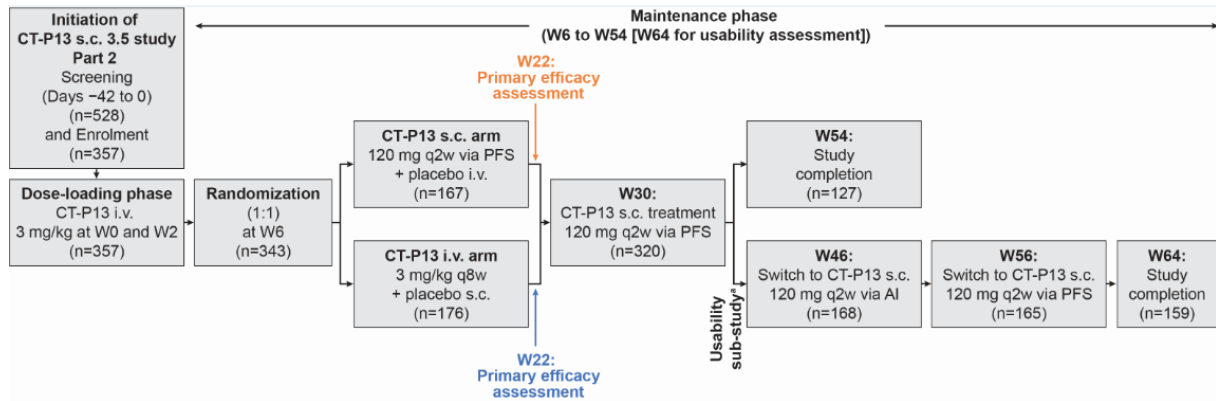 Initiation of
CT-P13 s.c. 3.5 study
Part 2
Screening
(Days −42 to 0)
(n=528)
and Enrolment
(n=357)
Maintenance phase
(W6 to W54 [W64 for usability assessment])
W22:
Primary efficacy
assessment
Dose-loading phase
CT-P13 i.v.
3 mg/kg at W0 and W2
(n=357)
Randomization
(1:1)
at W6
(n=343)
CT-P13 s.c. arm
120 mg q2w via PFS
+ placebo i.v.
(n=167)
CT-P13 i.v. arm
3 mg/kg q8w
+ placebo s.c.
(n=176)
W22:
Primary efficacy
assessment
W30:
CT-P13 s.c. treatment
120 mg q2w via PFS
(n=320)
W54:
Study
completion
(n=127)
Usability
sub-studyª
W46:
Switch to CT-P13 s.c.
120 mg q2w via AI
(n=168)
W56:
Switch to CT-P13 s.c.
120 mg q2w via PFS
(n=165)
W64:
Study
completion
(n=159)